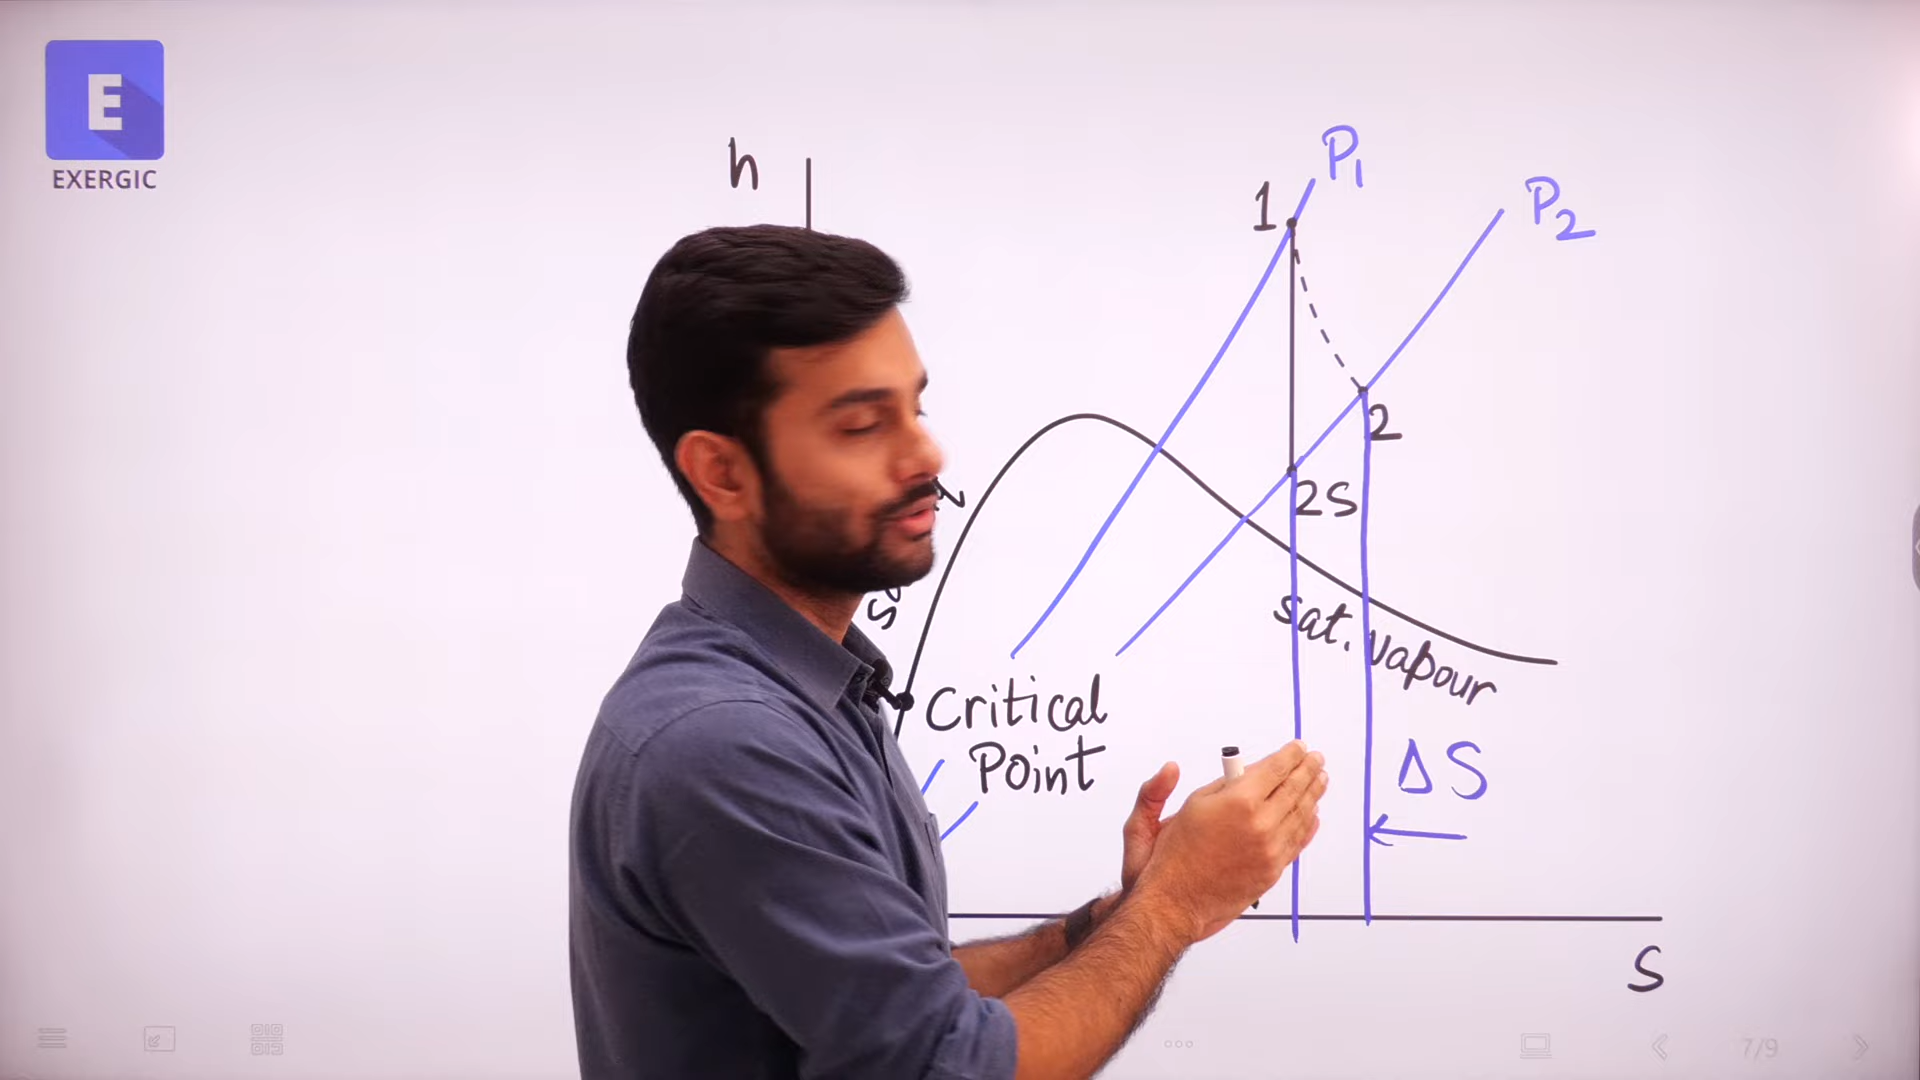 E
EXERGIC
h
1
P₁
P₂
2
2S
sat. vapour
Critical
Point
ΔS
S
7/9